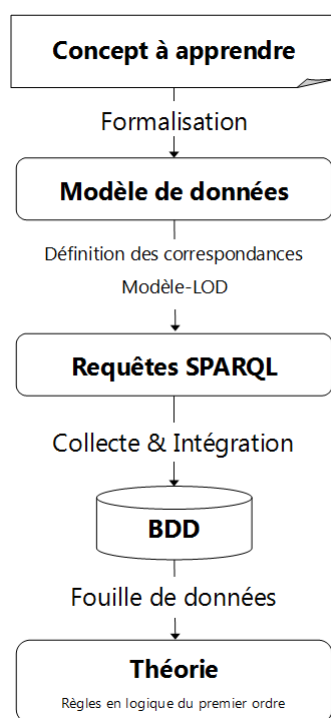 Concept à apprendre
Formalisation
Modèle de données
Définition des correspondances
Modèle-LOD
Requêtes SPARQL
Collecte & Intégration
BDD
Fouille de données
Théorie
Règles en logique du premier ordre